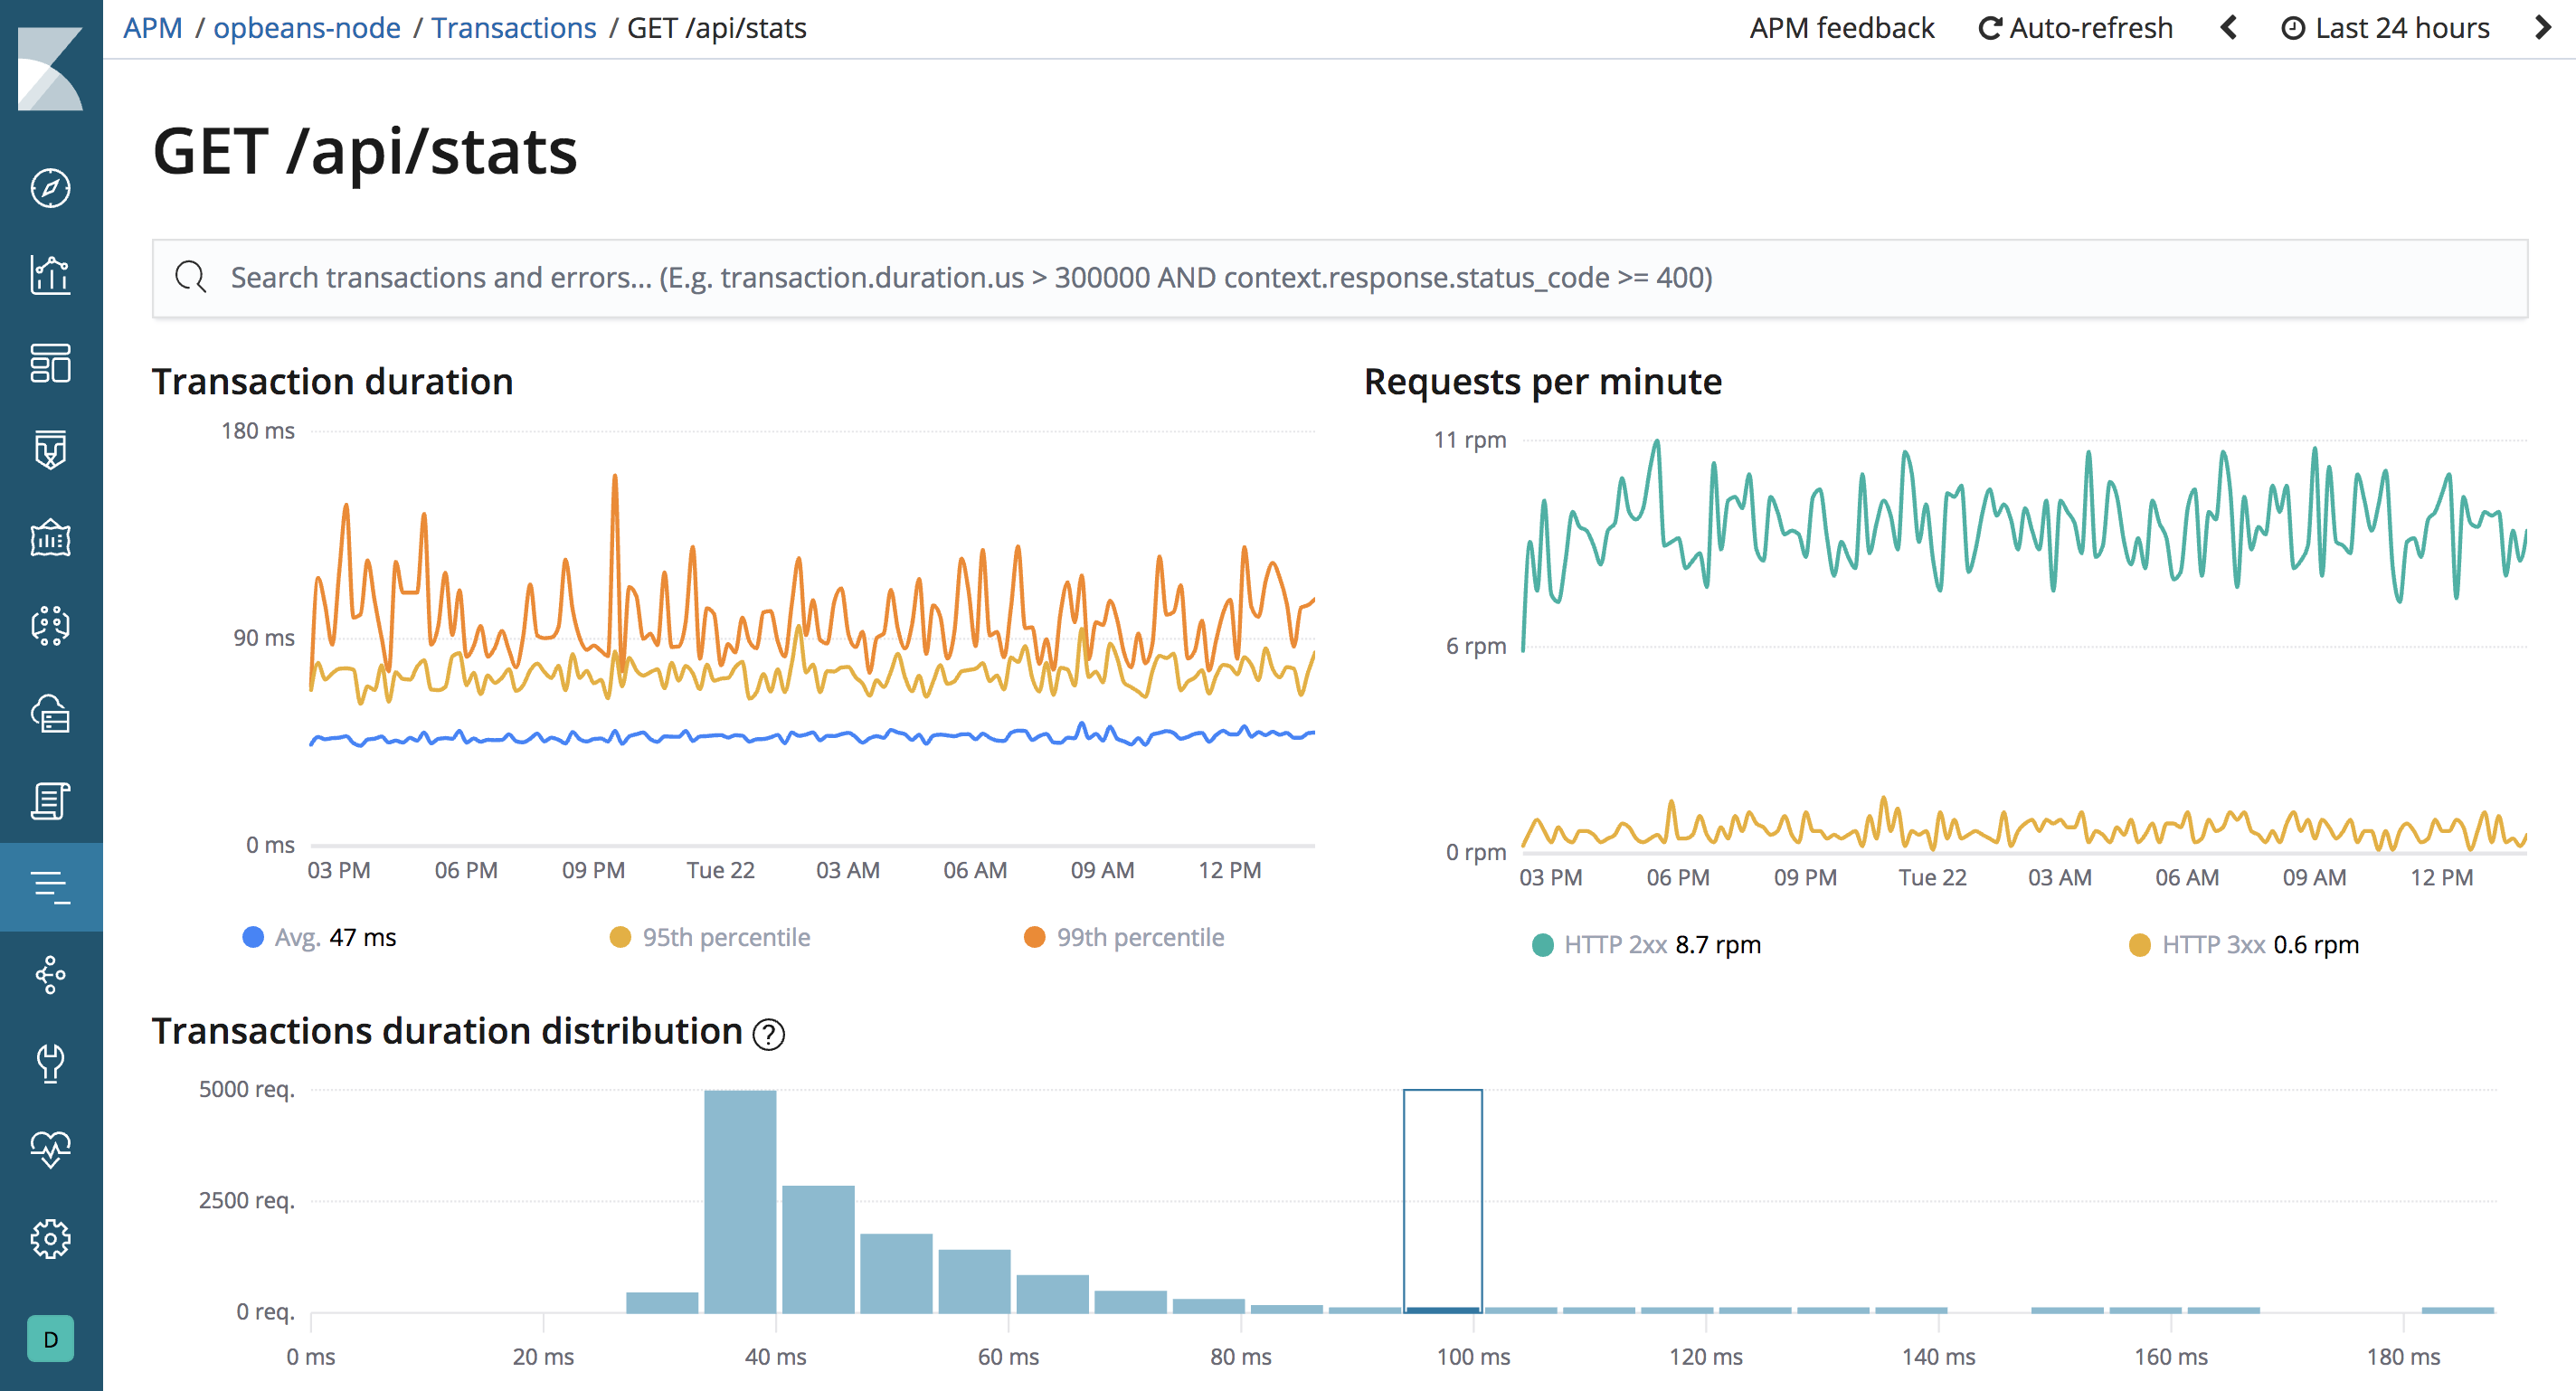 APM / opbeans-node / Transactions / GET /api/stats
APM feedback Auto-refresh Last 24 hours
GET /api/stats
Search transactions and errors... (E.g. transaction.duration.us > 300000 AND context.response.status_code >= 400)
Transaction duration
180 ms
90 ms
0 ms
03 PM 06 PM 09 PM Tue 22 03 AM 06 AM 09 AM 12 PM
Avg. 47 ms 95th percentile 99th percentile
Requests per minute
11 rpm
6 rpm
0 rpm
03 PM 06 PM 09 PM Tue 22 03 AM 06 AM 09 AM 12 PM
HTTP 2xx 8.7 rpm HTTP 3xx 0.6 rpm
Transactions duration distribution ?
5000 req.
2500 req.
0 req.
0 ms 20 ms 40 ms 60 ms 80 ms 100 ms 120 ms 140 ms 160 ms 180 ms
D